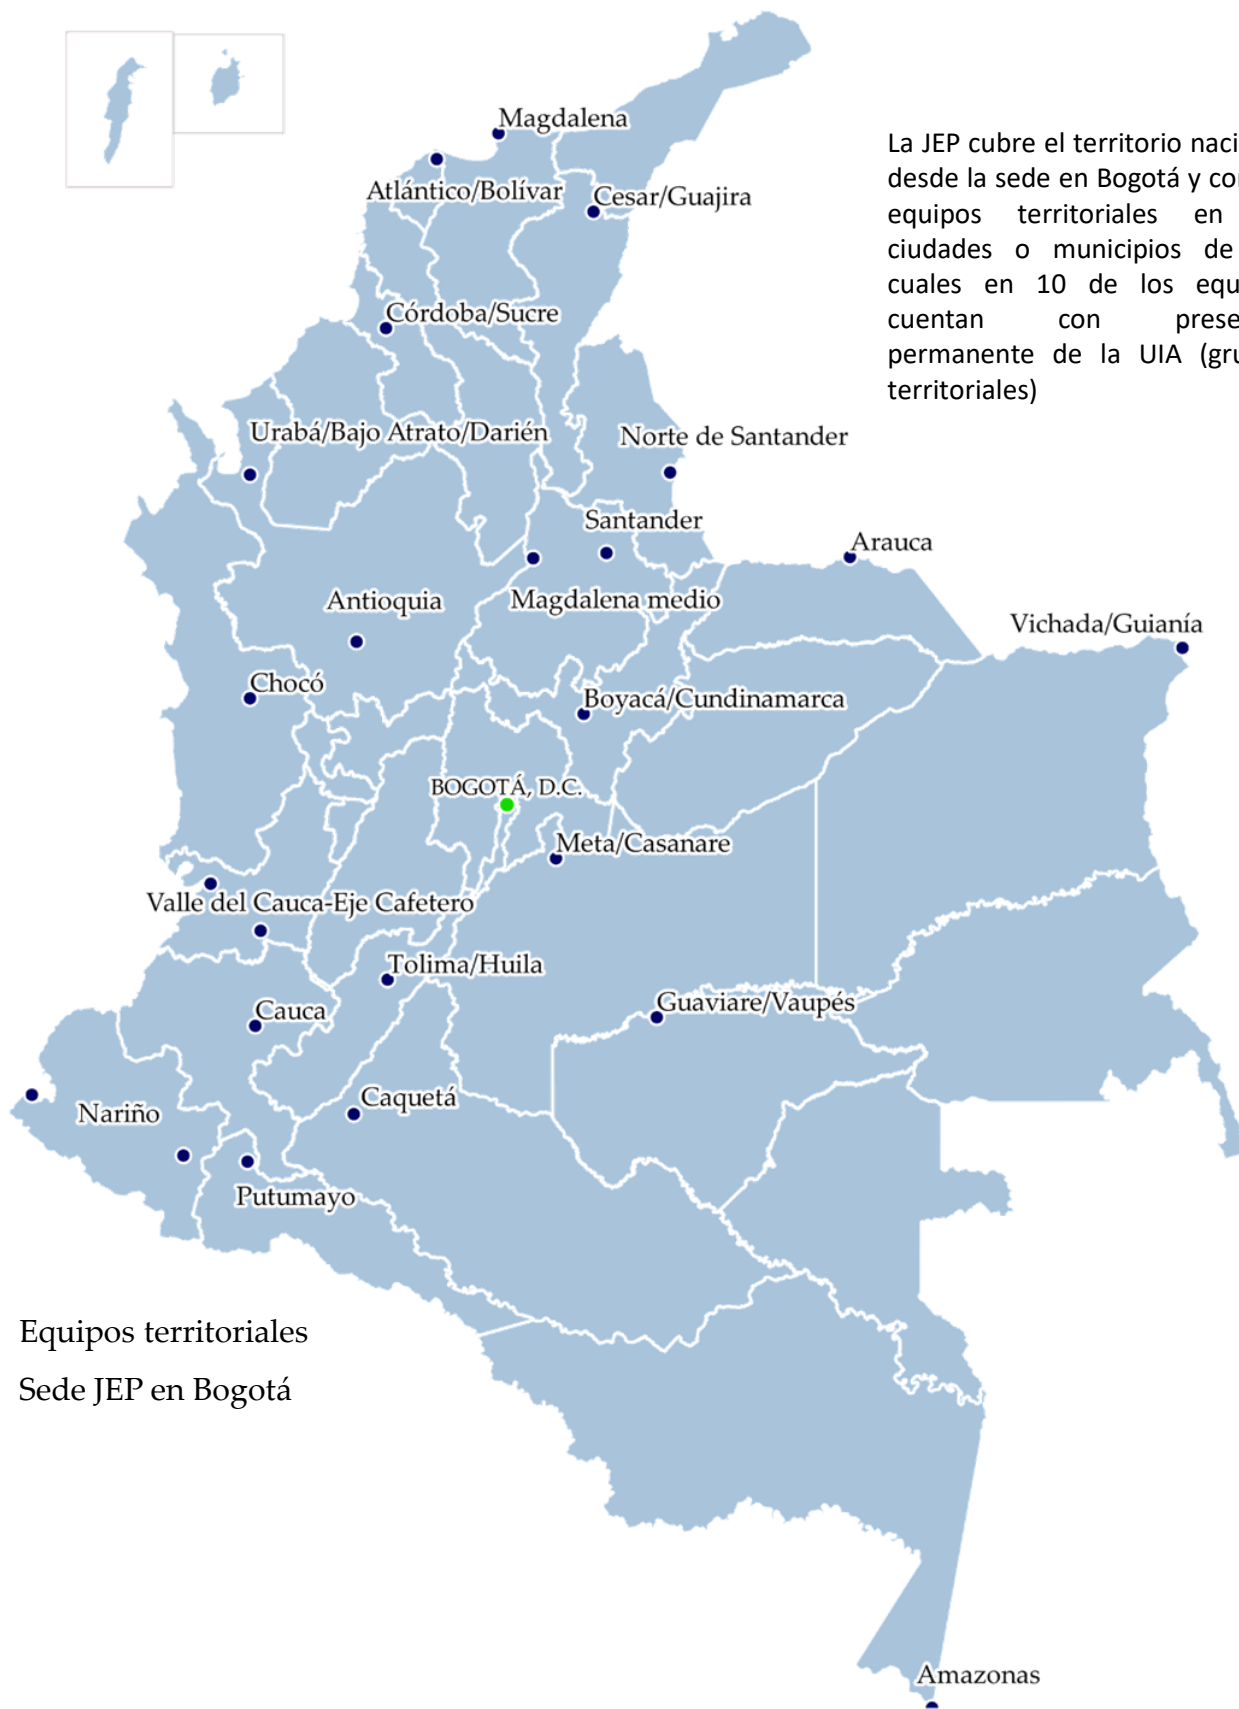 Magdalena
La JEP cubre el territorio naci
desde la sede en Bogotá y co
equipos territoriales en
ciudades o municipios de
cuales en 10 de los equ
cuentan con prese
permanente de la UIA (gr
territoriales)
Atlántico/Bolívar
Cesar/Guajira
Córdoba/Sucre
Urabá/Bajo Atrato/Darién
Norte de Santander
Santander
Arauca
Antioquia
Magdalena medio
Vichada/Guianía
Chocó
Boyacá/Cundinamarca
BOGOTÁ, D.C.
Meta/Casanare
Valle del Cauca-Eje Cafetero
Tolima/Huila
Guaviare/Vaupés
Cauca
Caquetá
Nariño
Putumayo
Equipos territoriales
Sede JEP en Bogotá
Amazonas